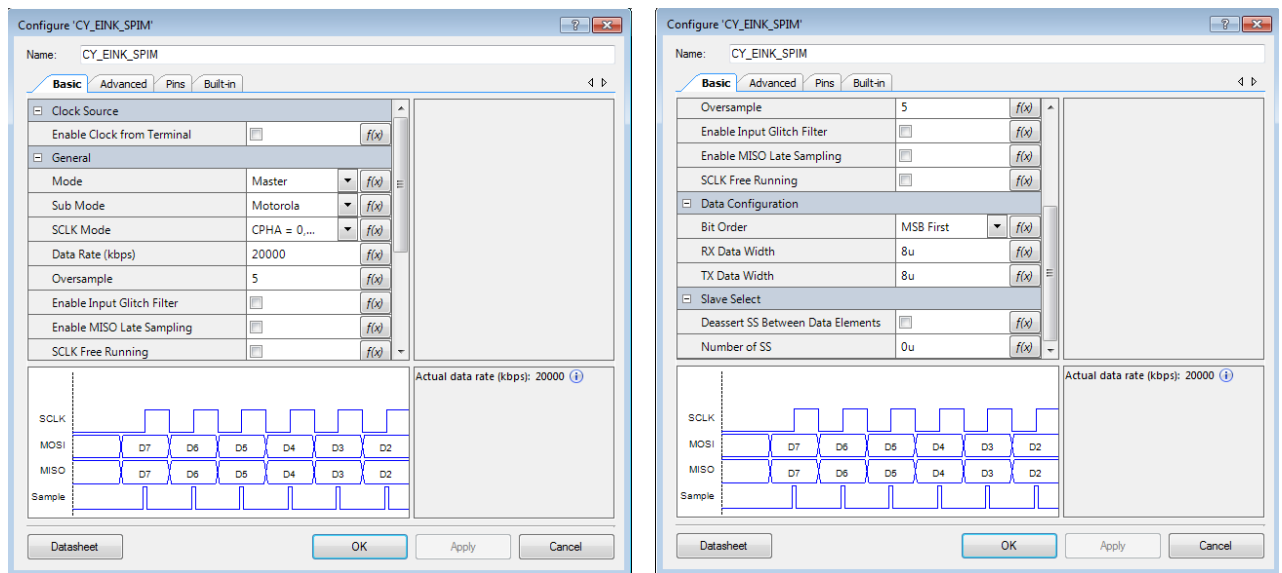 Configure 'CY_EINK_SPIM'
Name: CY_EINK_SPIM
Basic Advanced Pins Built-in
Clock Source
Enable Clock from Terminal f(x)
General
Mode Master f(x)
Sub Mode Motorola f(x)
SCLK Mode CPHA = 0,... f(x)
Data Rate (kbps) 20000 f(x)
Oversample 5 f(x)
Enable Input Glitch Filter f(x)
Enable MISO Late Sampling f(x)
SCLK Free Running f(x)
Actual data rate (kbps): 20000
SCLK
MOSI D7 D6 D5 D4 D3 D2
MISO D7 D6 D5 D4 D3 D2
Sample
Datasheet OK Apply Cancel
Configure 'CY_EINK_SPIM'
Name: CY_EINK_SPIM
Basic Advanced Pins Built-in
Oversample 5 f(x)
Enable Input Glitch Filter f(x)
Enable MISO Late Sampling f(x)
SCLK Free Running f(x)
Data Configuration
Bit Order MSB First f(x)
RX Data Width 8u f(x)
TX Data Width 8u f(x)
Slave Select
Deassert SS Between Data Elements f(x)
Number of SS 0u f(x)
Actual data rate (kbps): 20000
SCLK
MOSI D7 D6 D5 D4 D3 D2
MISO D7 D6 D5 D4 D3 D2
Sample
Datasheet OK Apply Cancel